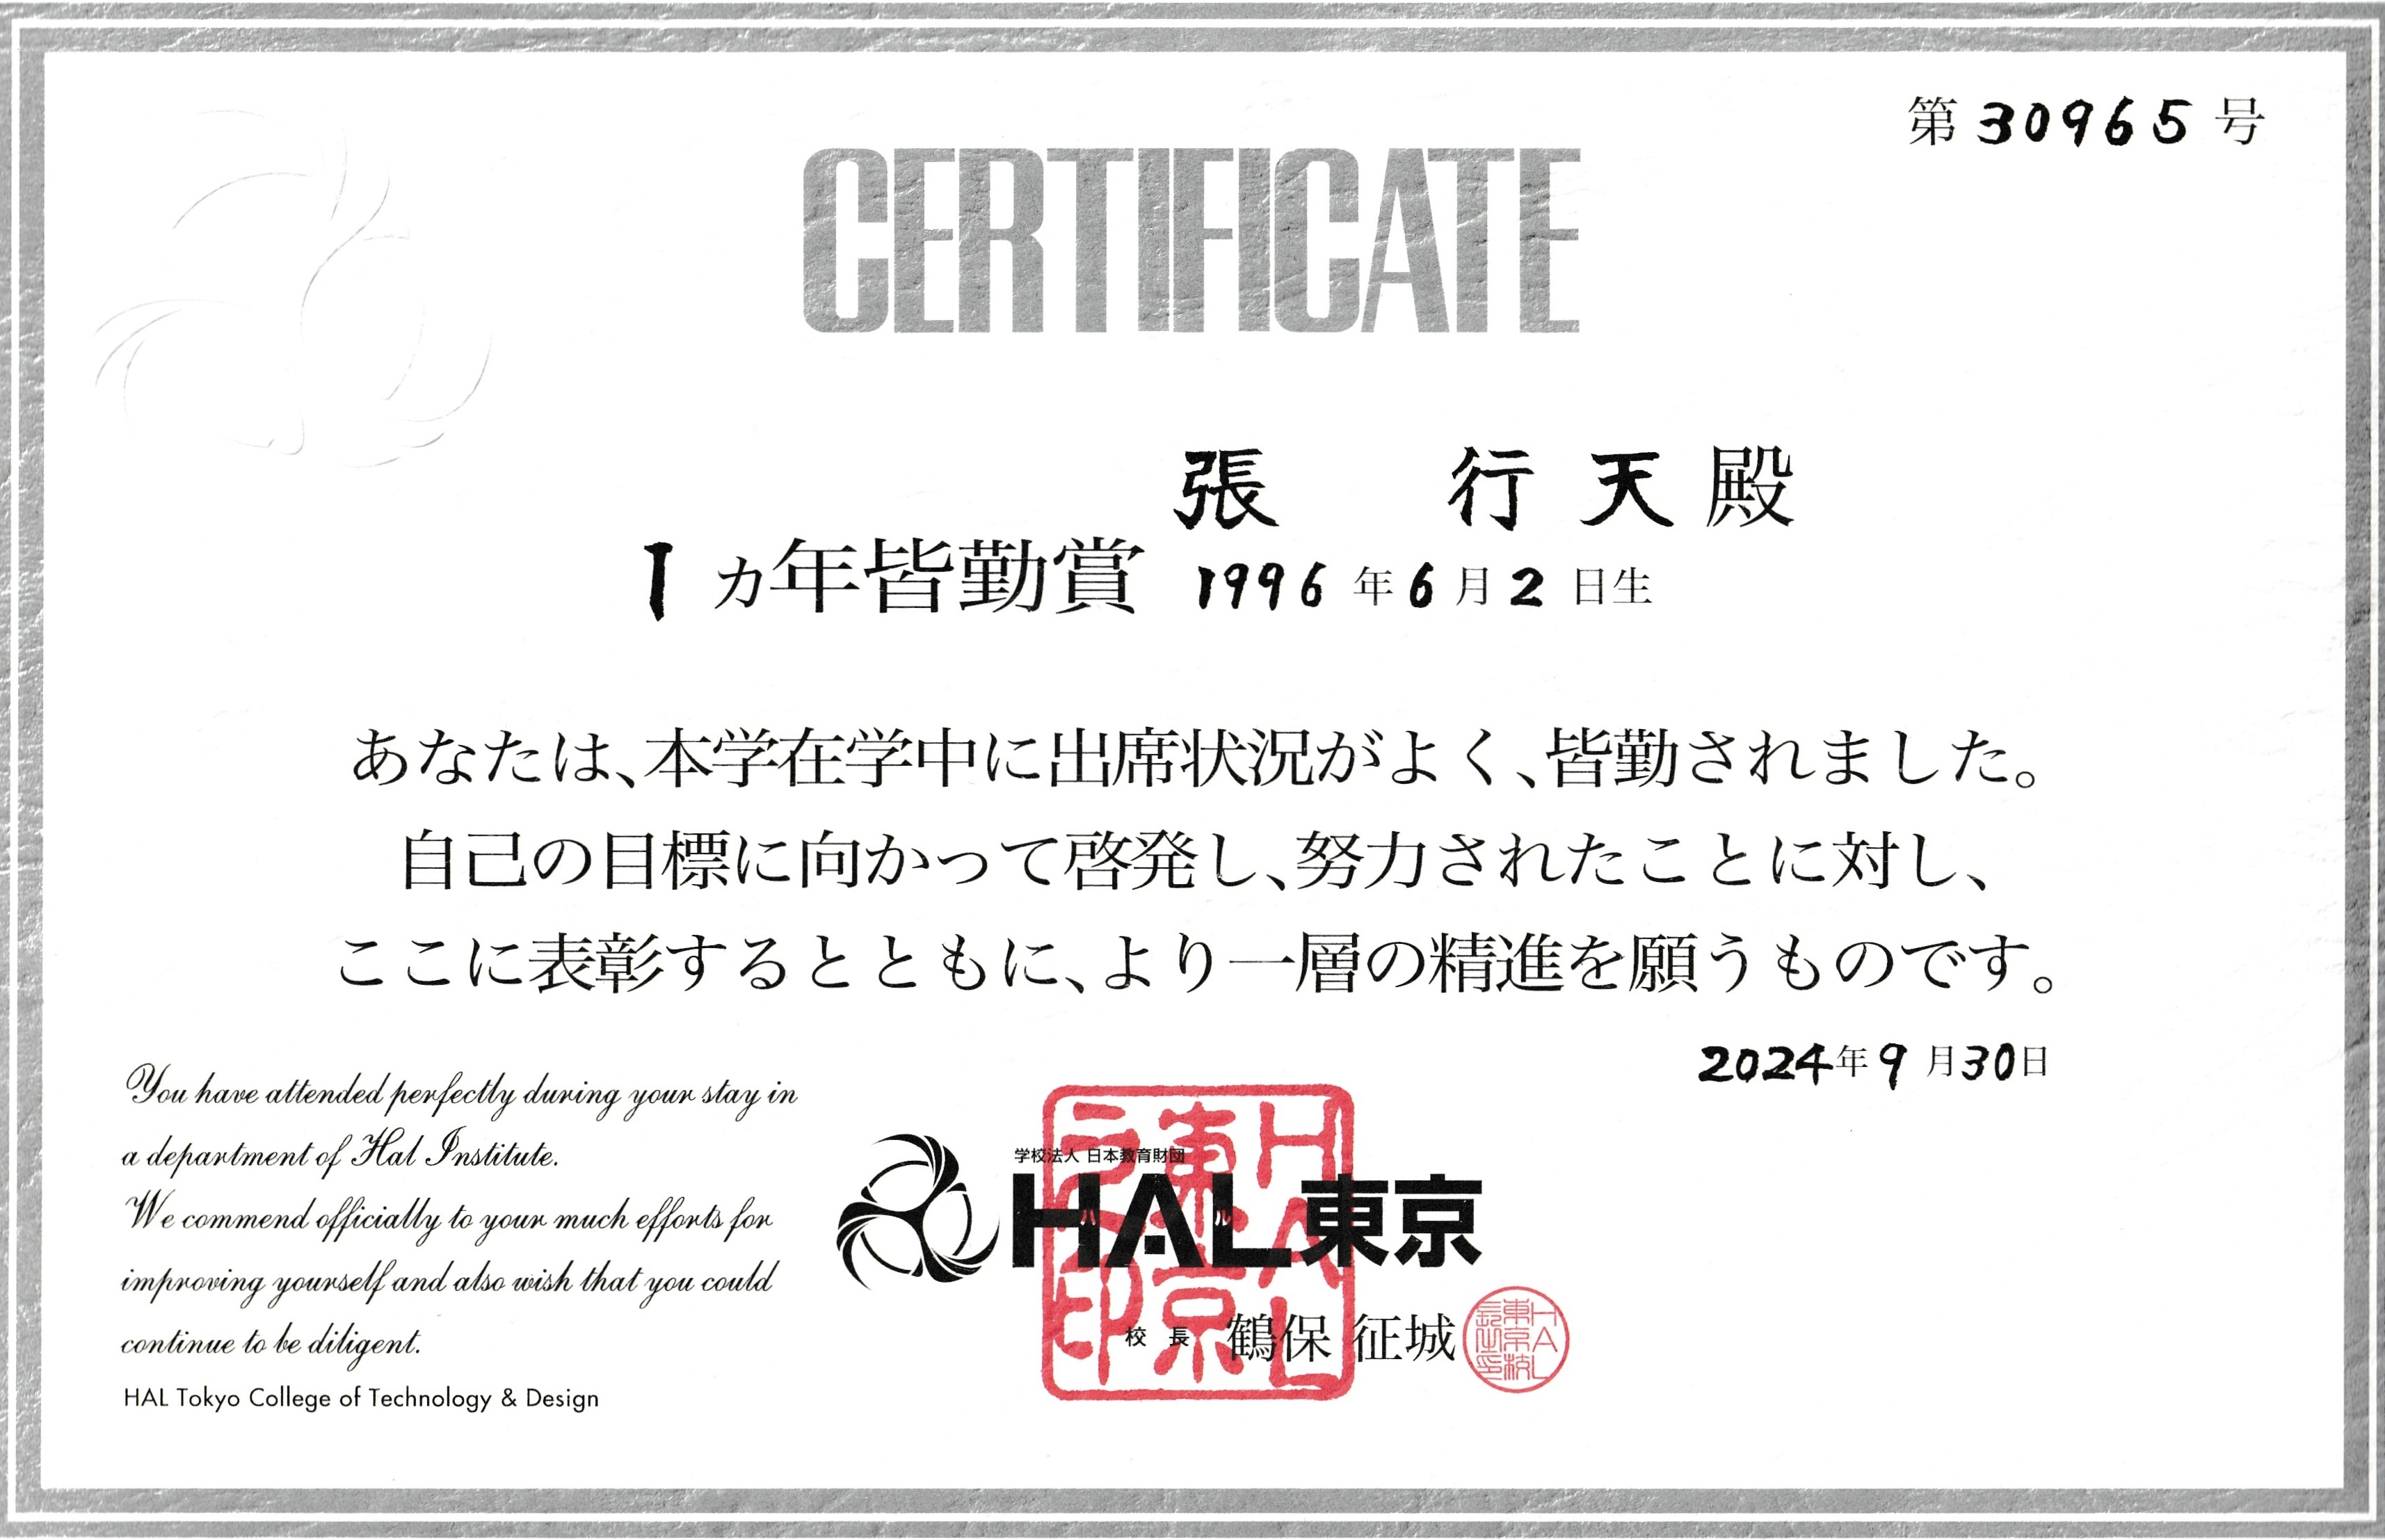 第 30965 号
CERTIFICATE
張 行 天 殿
1 カ年皆勤賞 1996 年 6 月 2 日生
あなたは、本学在学中に出席状況がよく、皆勤されました。
自己の目標に向かって啓発し、努力されたことに対し、
ここに表彰するとともに、より一層の精進を願うものです。
2024年 9 月30日
You have attended perfectly during your stay in
a department of Hal Institute.
We commend officially to your much efforts for
improving yourself and also wish that you could
continue to be diligent.
HAL Tokyo College of Technology & Design
学校法人 日本教育財団
HAL東京
ハ ル
校 長 鶴保 征城
HAL東京之印
HAL東京校長之印